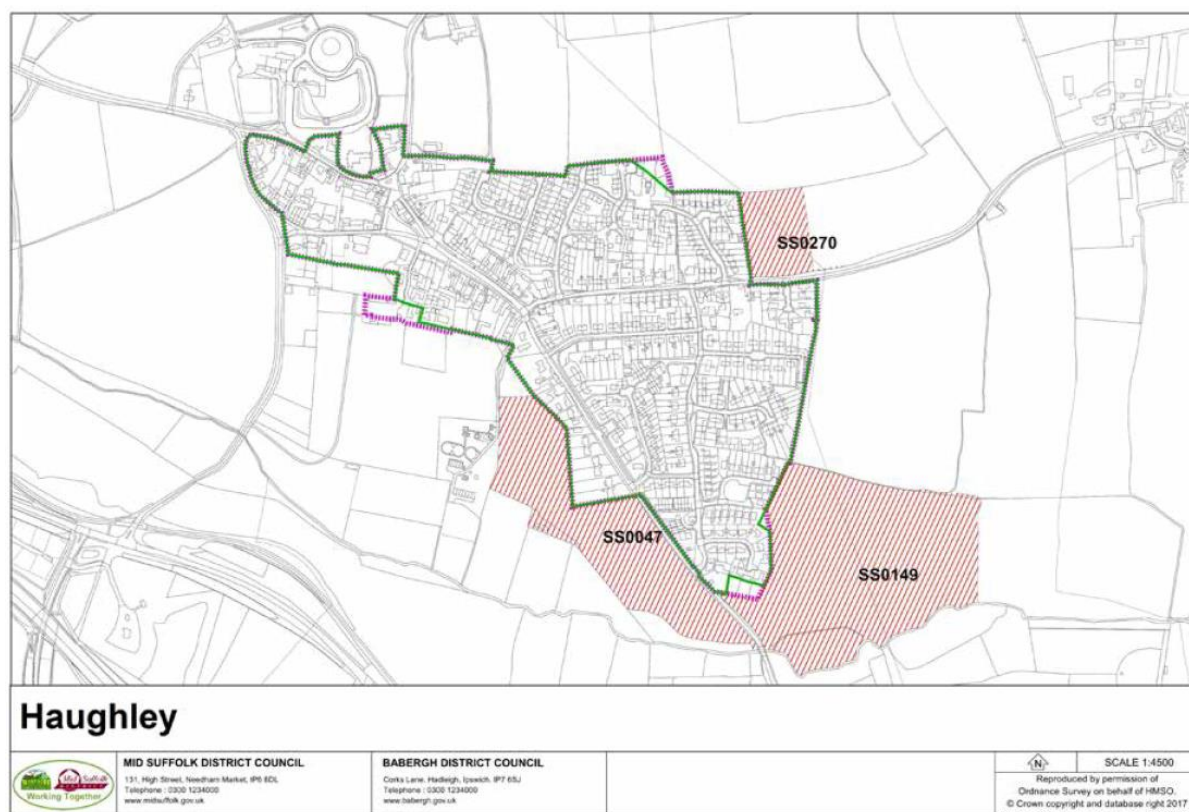 SS0270
SS0047
SS0149
Haughley
Mid Suffolk
Working Together
MID SUFFOLK DISTRICT COUNCIL
131, High Street, Needham Market, IP6 8DL
Telephone : 0300 1234000
www.midsuffolk.gov.uk
BABERGH DISTRICT COUNCIL
Corks Lane, Hadleigh, Ipswich. IP7 6SJ
Telephone : 0300 1234000
www.babergh.gov.uk
N
SCALE 1:4500
Reproduced by permission of
Ordnance Survey on behalf of HMSO.
© Crown copyright and database right 2017